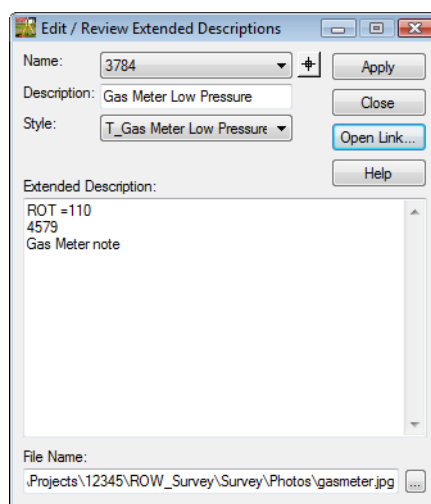 Edit / Review Extended Descriptions
Name:
3784
Apply
Description:
Gas Meter Low Pressure
Close
Style:
T_Gas Meter Low Pressure
Open Link...
Help
Extended Description:
ROT =110
4579
Gas Meter note
File Name:
.Projects\12345\ROW_Survey\Survey\Photos\gasmeter.jpg
...